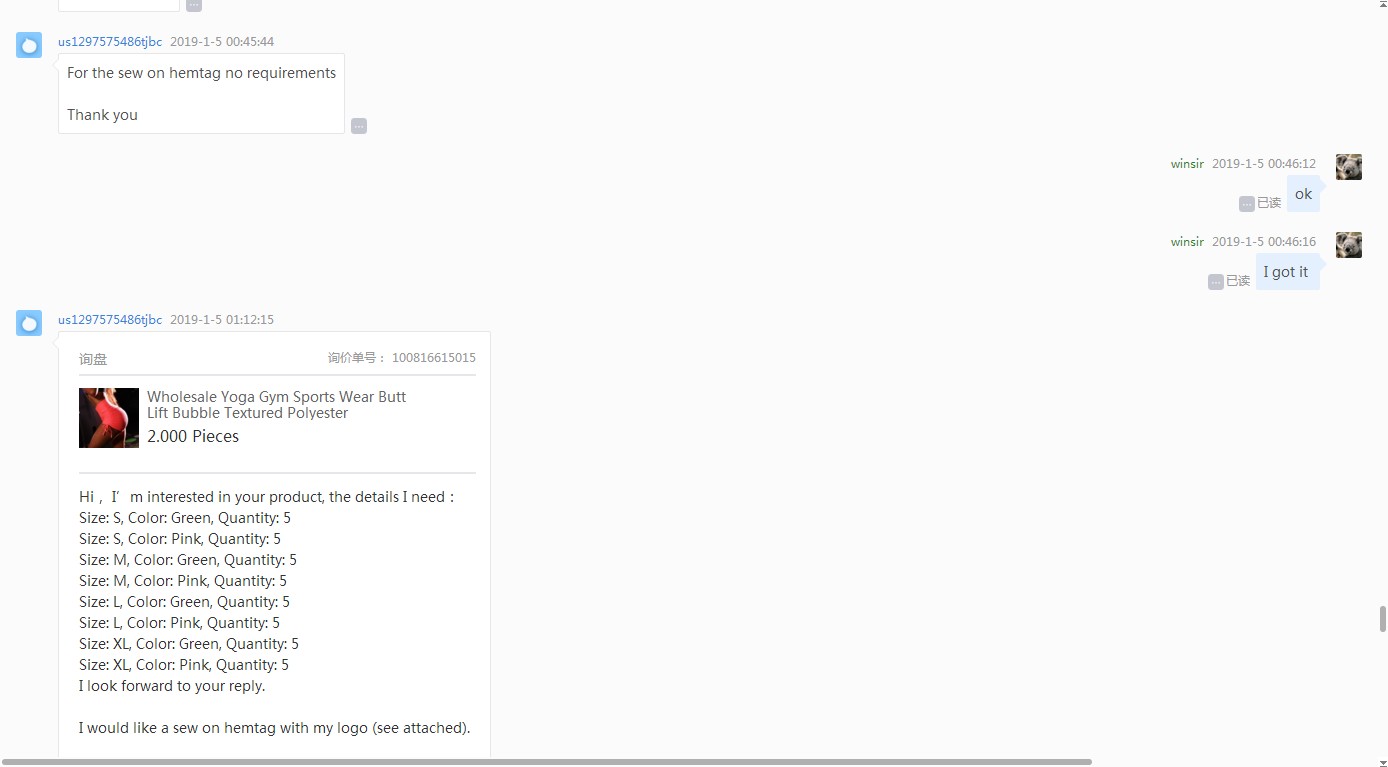 us1297575486tjbc 2019-1-5 00:45:44
For the sew on hemtag no requirements
Thank you
winsir 2019-1-5 00:46:12
已读 ok
winsir 2019-1-5 00:46:16
已读 I got it
us1297575486tjbc 2019-1-5 01:12:15
询盘 询价单号： 100816615015
Wholesale Yoga Gym Sports Wear Butt
Lift Bubble Textured Polyester
2.000 Pieces
Hi， I’m interested in your product, the details I need：
Size: S, Color: Green, Quantity: 5
Size: S, Color: Pink, Quantity: 5
Size: M, Color: Green, Quantity: 5
Size: M, Color: Pink, Quantity: 5
Size: L, Color: Green, Quantity: 5
Size: L, Color: Pink, Quantity: 5
Size: XL, Color: Green, Quantity: 5
Size: XL, Color: Pink, Quantity: 5
I look forward to your reply.
I would like a sew on hemtag with my logo (see attached).